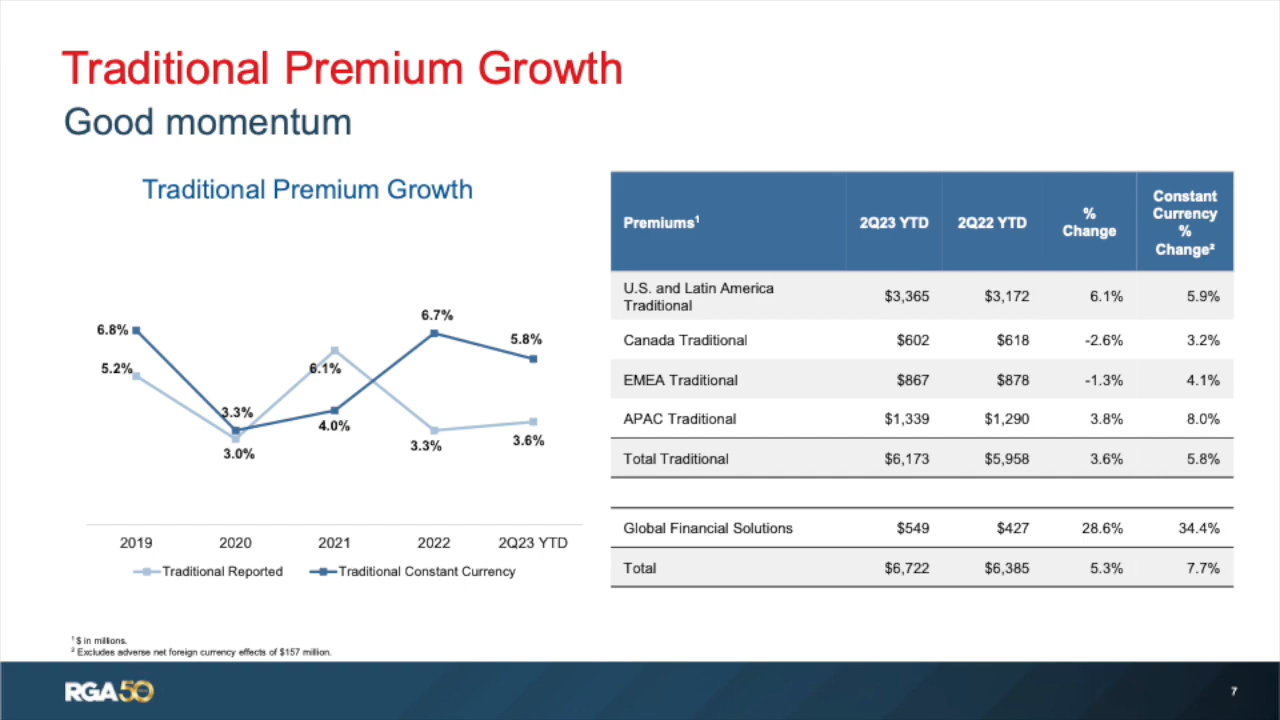 Traditional Premium Growth
Good momentum
Traditional Premium Growth
6.8%
5.2%
3.3%
3.0%
6.1%
4.0%
6.7%
3.3%
5.8%
3.6%
2019 2020 2021 2022 2Q23 YTD
Traditional Reported Traditional Constant Currency
Premiums¹ 2Q23 YTD 2Q22 YTD % Change Constant Currency % Change²
U.S. and Latin America Traditional $3,365 $3,172 6.1% 5.9%
Canada Traditional $602 $618 -2.6% 3.2%
EMEA Traditional $867 $878 -1.3% 4.1%
APAC Traditional $1,339 $1,290 3.8% 8.0%
Total Traditional $6,173 $5,958 3.6% 5.8%
Global Financial Solutions $549 $427 28.6% 34.4%
Total $6,722 $6,385 5.3% 7.7%
¹ $ in millions.
² Excludes adverse net foreign currency effects of $157 million.
RGA50
7